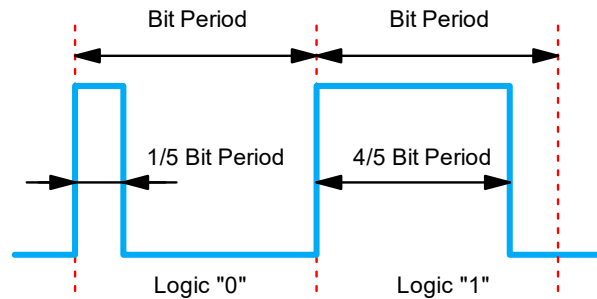 Bit Period
Bit Period
1/5 Bit Period
4/5 Bit Period
Logic "0"
Logic "1"